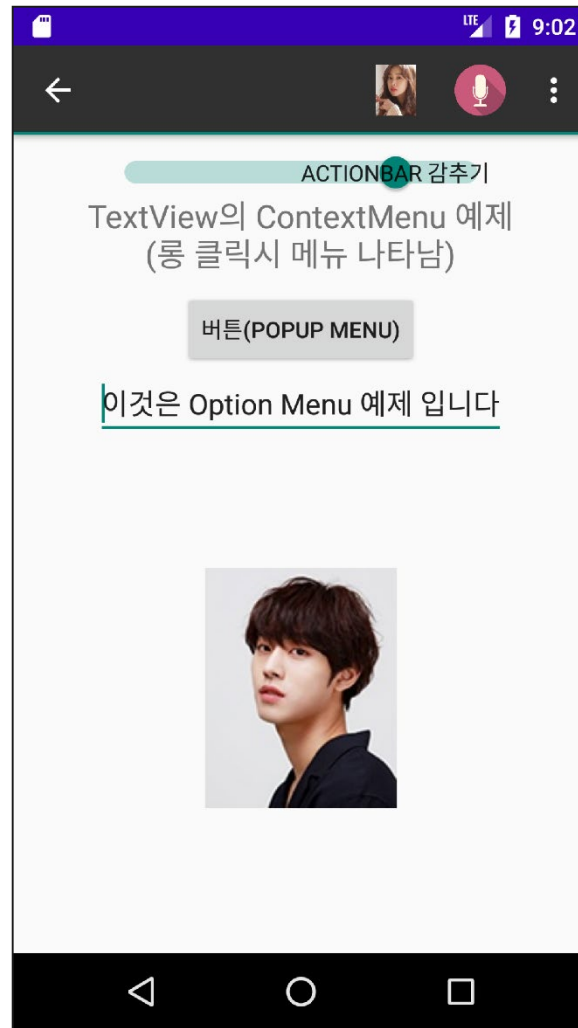 LTE 9:02
ACTIONBAR 감추기
TextView의 ContextMenu 예제
(롱 클릭시 메뉴 나타남)
버튼(POPUP MENU)
이것은 Option Menu 예제 입니다